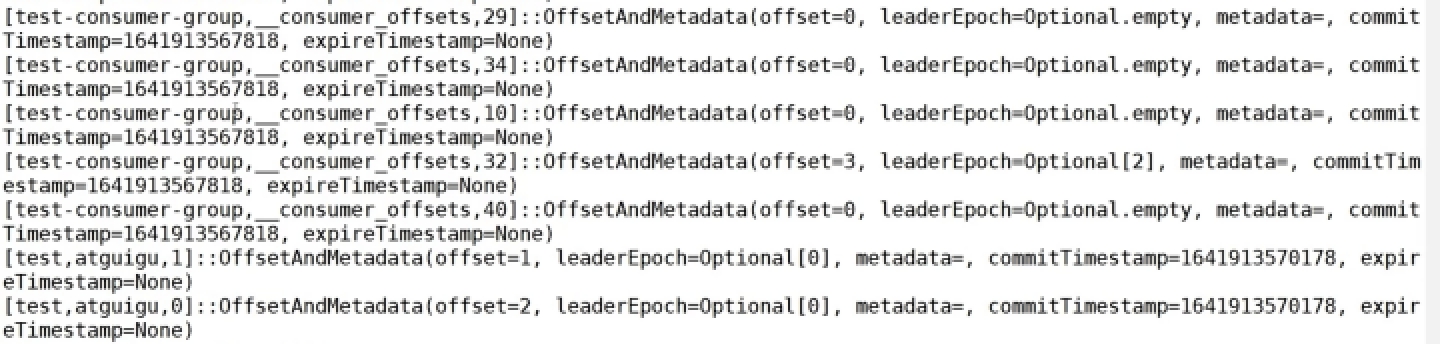 [test-consumer-group,__consumer_offsets,29]::OffsetAndMetadata(offset=0, leaderEpoch=Optional.empty, metadata=, commit
Timestamp=1641913567818, expireTimestamp=None)
[test-consumer-group,__consumer_offsets,34]::OffsetAndMetadata(offset=0, leaderEpoch=Optional.empty, metadata=, commit
Timestamp=1641913567818, expireTimestamp=None)
[test-consumer-group,__consumer_offsets,10]::OffsetAndMetadata(offset=0, leaderEpoch=Optional.empty, metadata=, commit
Timestamp=1641913567818, expireTimestamp=None)
[test-consumer-group,__consumer_offsets,32]::OffsetAndMetadata(offset=3, leaderEpoch=Optional[2], metadata=, commitTim
estamp=1641913567818, expireTimestamp=None)
[test-consumer-group,__consumer_offsets,40]::OffsetAndMetadata(offset=0, leaderEpoch=Optional.empty, metadata=, commit
Timestamp=1641913567818, expireTimestamp=None)
[test,atguigu,1]::OffsetAndMetadata(offset=1, leaderEpoch=Optional[0], metadata=, commitTimestamp=1641913570178, expir
eTimestamp=None)
[test,atguigu,0]::OffsetAndMetadata(offset=2, leaderEpoch=Optional[0], metadata=, commitTimestamp=1641913570178, expir
eTimestamp=None)